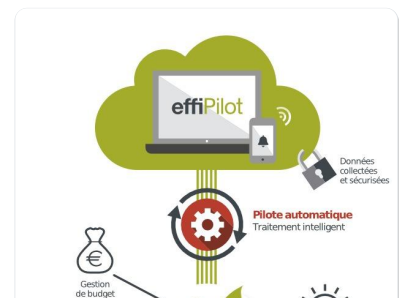 effiPilot
Données
collectées
et sécurisées
Pilote automatique
Traitement intelligent
€
Gestion
de budget